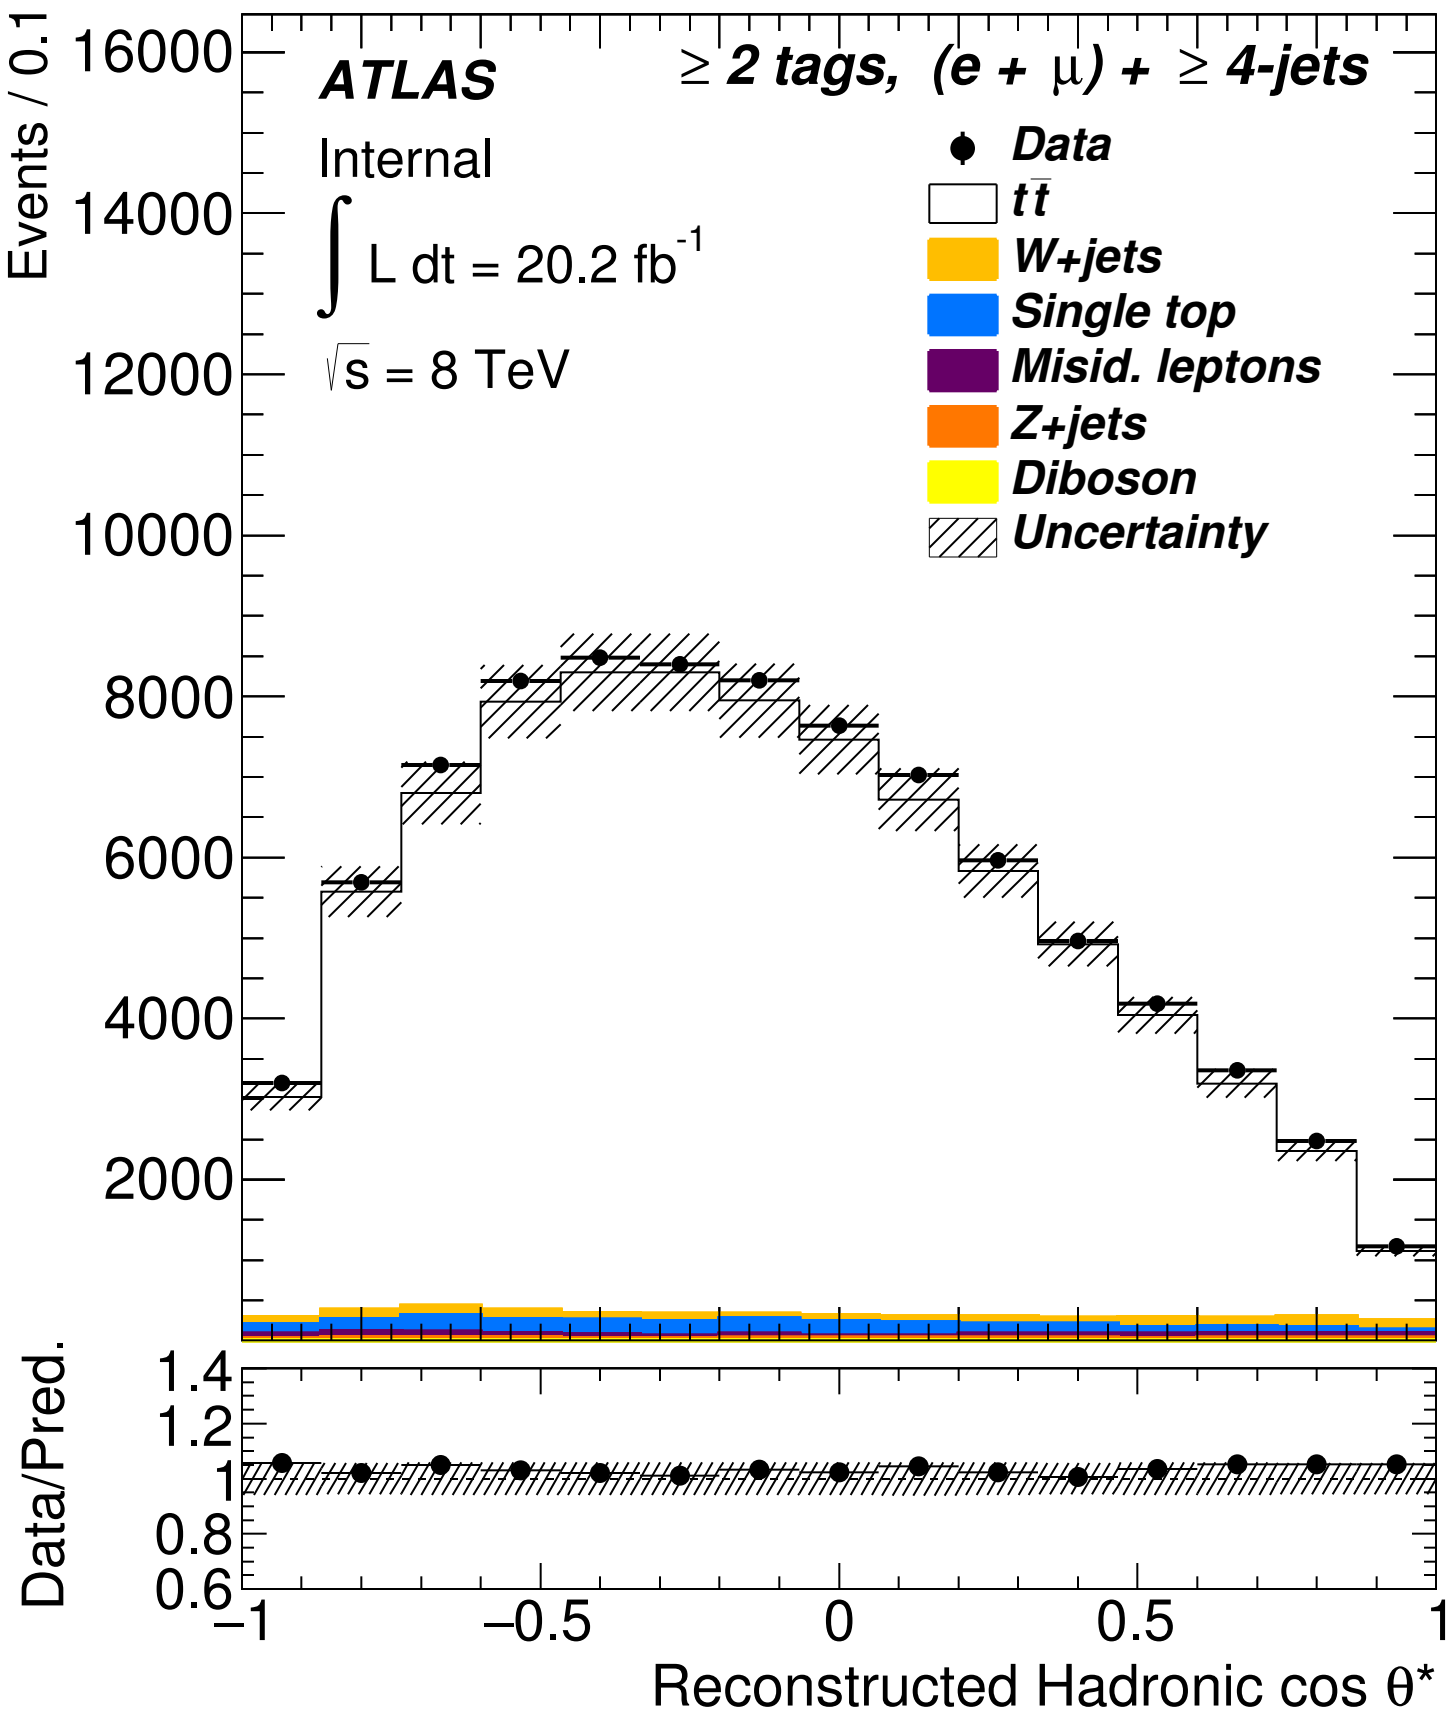 Events / 0.1
16000
14000
12000
10000
8000
6000
4000
2000
ATLAS
Internal
∫ L dt = 20.2 fb⁻¹
√s = 8 TeV
≥ 2 tags, (e + μ) + ≥ 4-jets
Data
tt̅
W+jets
Single top
Misid. leptons
Z+jets
Diboson
Uncertainty
Data/Pred.
1.4
1.2
1
0.8
0.6
−1 −0.5 0 0.5 1
Reconstructed Hadronic cos θ*